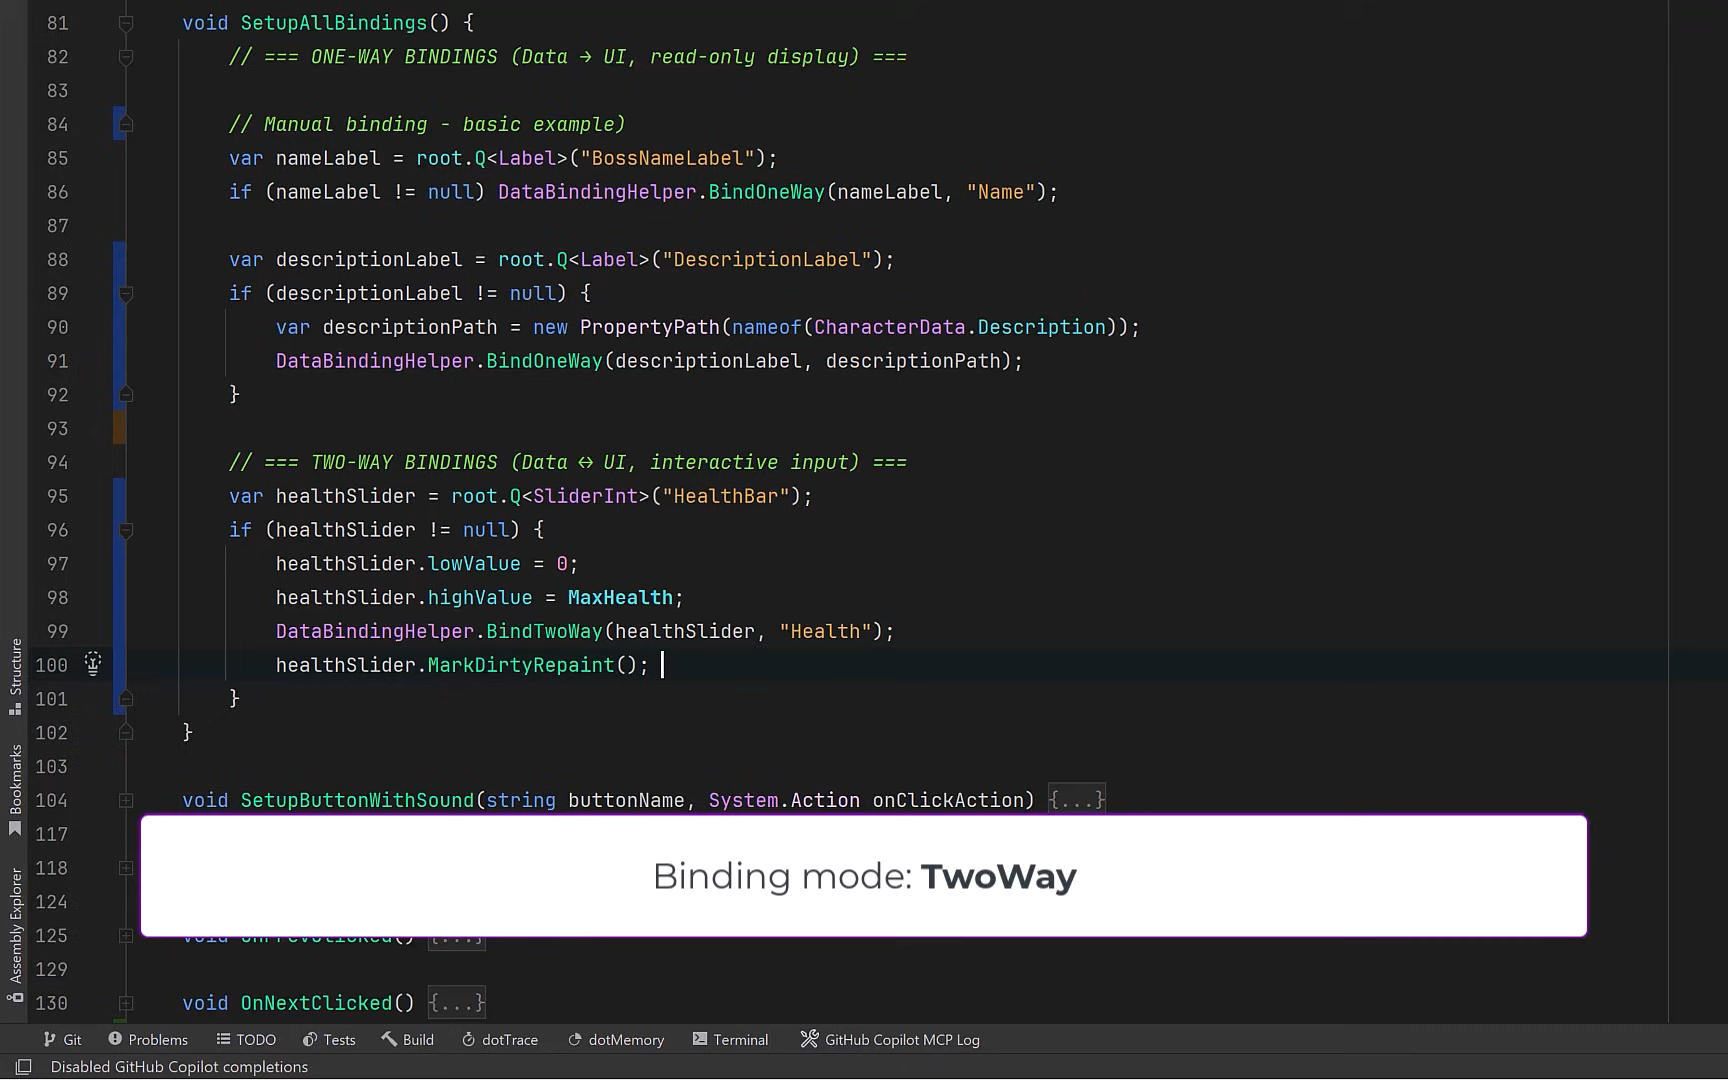 81 void SetupAllBindings() {
82 // === ONE-WAY BINDINGS (Data → UI, read-only display) ===
83
84 // Manual binding - basic example)
85 var nameLabel = root.Q<Label>("BossNameLabel");
86 if (nameLabel != null) DataBindingHelper.BindOneWay(nameLabel, "Name");
87
88 var descriptionLabel = root.Q<Label>("DescriptionLabel");
89 if (descriptionLabel != null) {
90 var descriptionPath = new PropertyPath(nameof(CharacterData.Description));
91 DataBindingHelper.BindOneWay(descriptionLabel, descriptionPath);
92 }
93
94 // === TWO-WAY BINDINGS (Data ↔ UI, interactive input) ===
95 var healthSlider = root.Q<SliderInt>("HealthBar");
96 if (healthSlider != null) {
97 healthSlider.lowValue = 0;
98 healthSlider.highValue = MaxHealth;
99 DataBindingHelper.BindTwoWay(healthSlider, "Health");
100 healthSlider.MarkDirtyRepaint();
101 }
102 }
103
104 void SetupButtonWithSound(string buttonName, System.Action onClickAction) {...}
117
118
Binding mode: TwoWay
124
125
129
130 void OnNextClicked() {...}
Structure
Bookmarks
Assembly Explorer
Git Problems TODO Tests Build dotTrace dotMemory Terminal GitHub Copilot MCP Log
Disabled GitHub Copilot completions